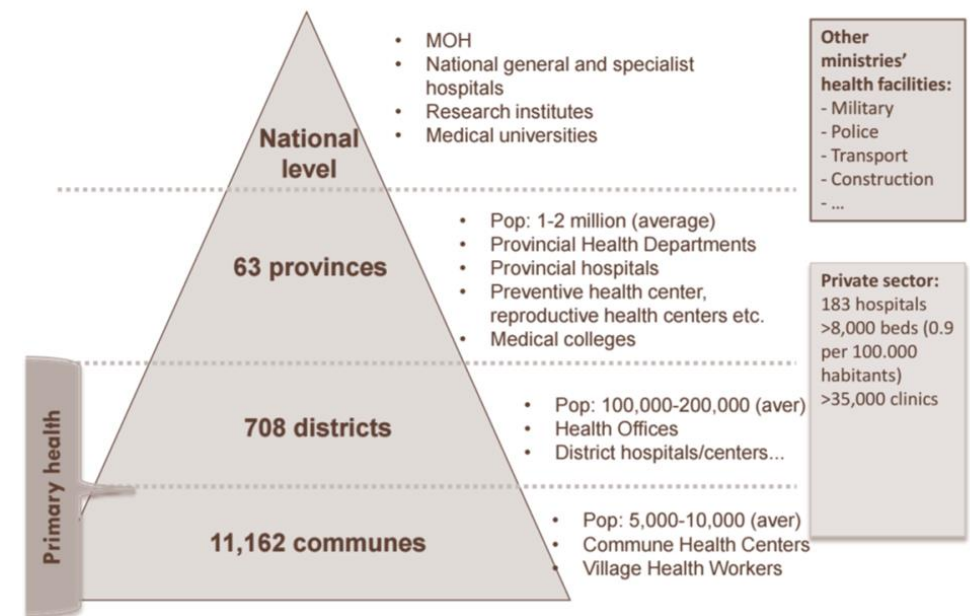 • MOH
• National general and specialist
hospitals
• Research institutes
• Medical universities
National
level
Other
ministries’
health facilities:
- Military
- Police
- Transport
- Construction
- ...
63 provinces
• Pop: 1-2 million (average)
• Provincial Health Departments
• Provincial hospitals
• Preventive health center,
reproductive health centers etc.
• Medical colleges
Private sector:
183 hospitals
>8,000 beds (0.9
per 100.000
habitants)
>35,000 clinics
Primary health
708 districts
• Pop: 100,000-200,000 (aver)
• Health Offices
• District hospitals/centers...
11,162 communes
• Pop: 5,000-10,000 (aver)
• Commune Health Centers
• Village Health Workers